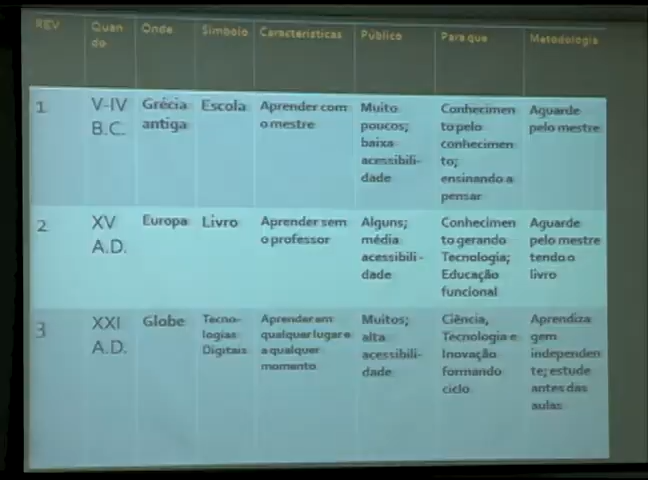 REV Quan do Onde Simbolo Características Público Para que Metodologia
1 V-IV Grécia Escola Aprender com Muito Conhecimen Aguarde
B.C. antiga o mestre poucos; to pelo pelo mestre
baixa conhecimen
acessibili- to;
dade ensinando a
pensar
2 XV Europa Livro Aprender sem Alguns; Conhecimen Aguarde
A.D. o professor média to gerando pelo mestre
acessibili- Tecnologia; tendo o
dade Educação livro
funcional
3 XXI Globe Tecno- Aprender em Muitos; Ciência, Aprendiza
A.D. logias qualquer lugar e alta Tecnologia e gem
Digitais a qualquer acessibili- Inovação independen
momento dade formando te; estude
ciclo antes das
aulas